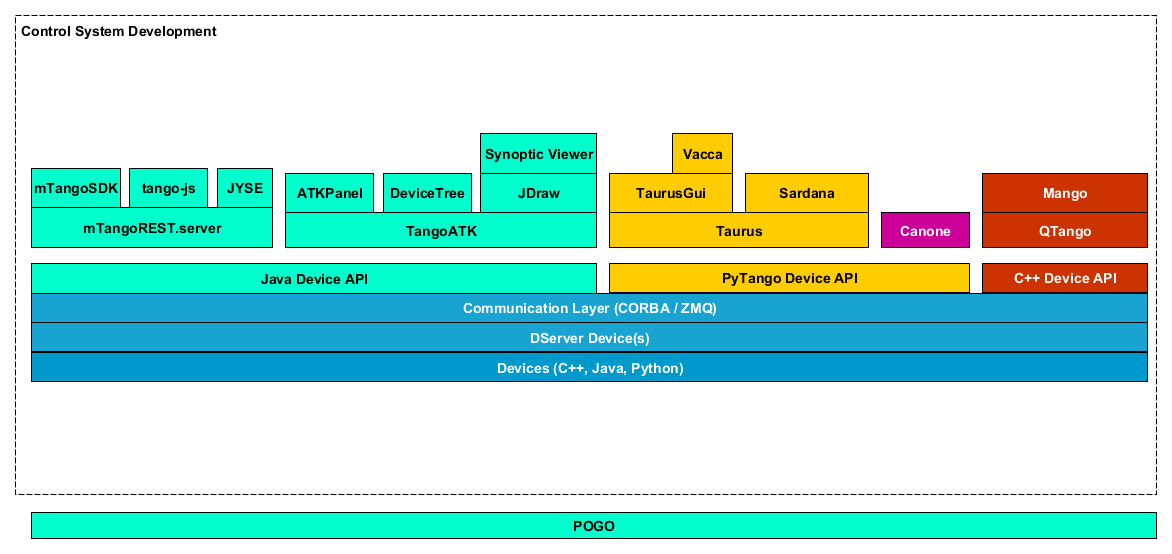 Control System Development
Synoptic Viewer
Vacca
mTangoSDK
tango-js
JYSE
ATKPanel
DeviceTree
JDraw
TaurusGui
Sardana
Mango
mTangoREST.server
TangoATK
Taurus
Canone
QTango
Java Device API
PyTango Device API
C++ Device API
Communication Layer (CORBA / ZMQ)
DServer Device(s)
Devices (C++, Java, Python)
POGO